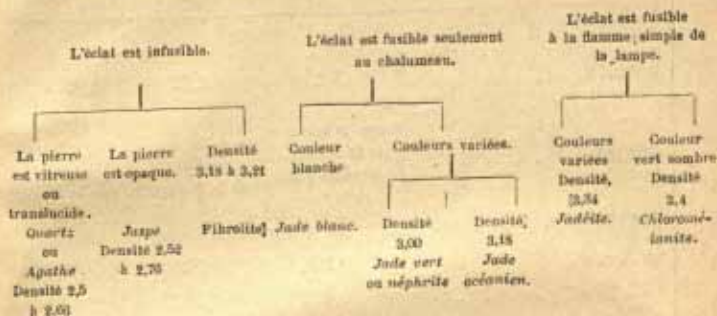 L'éclat est infusible.
L'éclat est fusible seulement
au chalumeau.
L'éclat est fusible
à la flamme simple de
la lampe.
La pierre
est vitreuse
ou
translucide.
Quartz
ou
Agathe
Densité 2,5
à 2,66
La pierre
est opaque.
Jaspe
Densité 2,52
à 2,76
Densité
3,18 à 3,21
Fibrolite
Couleur
blanche
Jade blanc.
Couleurs variées.
Densité
3,00
Jade vert
ou néphrite
Densité,
3,18
Jade
océanien.
Couleurs
variées
Densité,
3,34
Jadéite.
Couleur
vert sombre
Densité
3,4
Chloromé-
lanite.